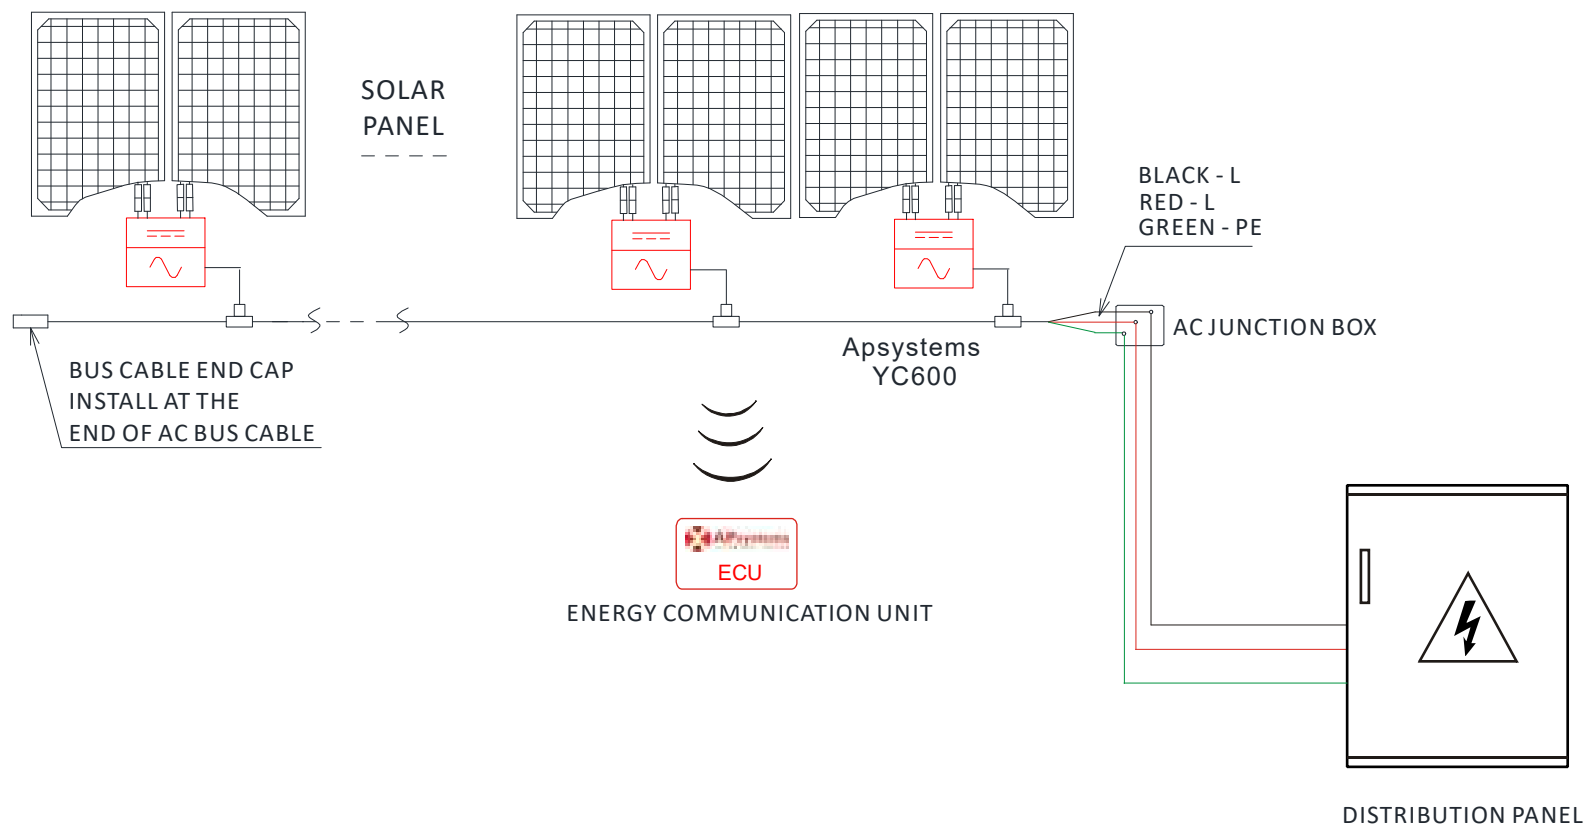 SOLAR
PANEL
BLACK - L
RED - L
GREEN - PE
AC JUNCTION BOX
Apsystems
YC600
BUS CABLE END CAP
INSTALL AT THE
END OF AC BUS CABLE
APsystems
ECU
ENERGY COMMUNICATION UNIT
DISTRIBUTION PANEL